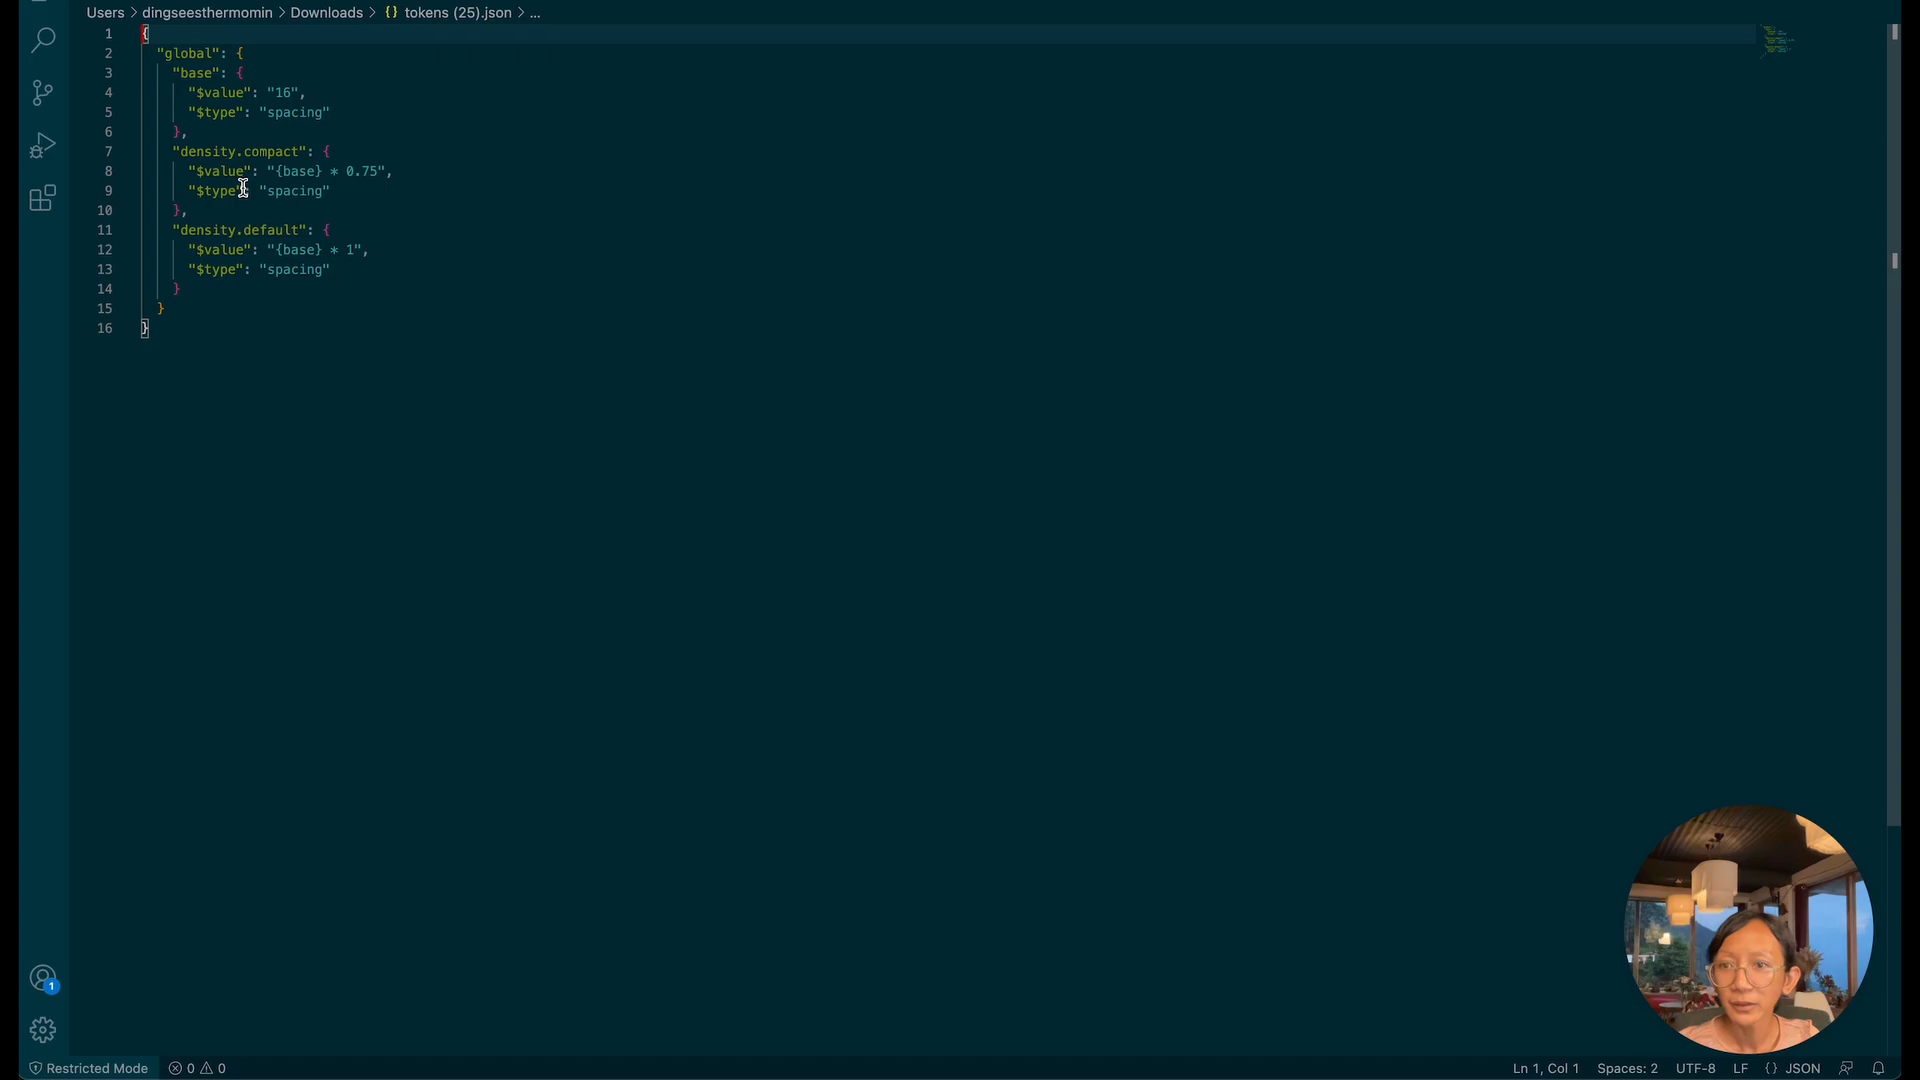 Users > dingseesthermomin > Downloads > {} tokens (25).json > ...
1 {
2 "global": {
3 "base": {
4 "$value": "16",
5 "$type": "spacing"
6 },
7 "density.compact": {
8 "$value": "{base} * 0.75",
9 "$type": "spacing"
10 },
11 "density.default": {
12 "$value": "{base} * 1",
13 "$type": "spacing"
14 }
15 }
16 }
1
Restricted Mode 0 0 Ln 1, Col 1 Spaces: 2 UTF-8 LF {} JSON